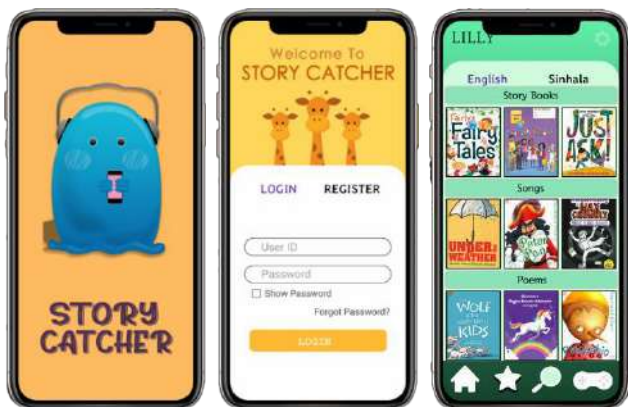 STORY
CATCHER
Welcome To
STORY CATCHER
LOGIN REGISTER
User ID
Password
Show Password
Forgot Password?
LOGIN
LILLY
English Sinhala
Story Books
Fairy
Tales
JUST
ASK!
Songs
UNDER
WEATHER
Peter
Pan
Poems
WOLF
KIDS